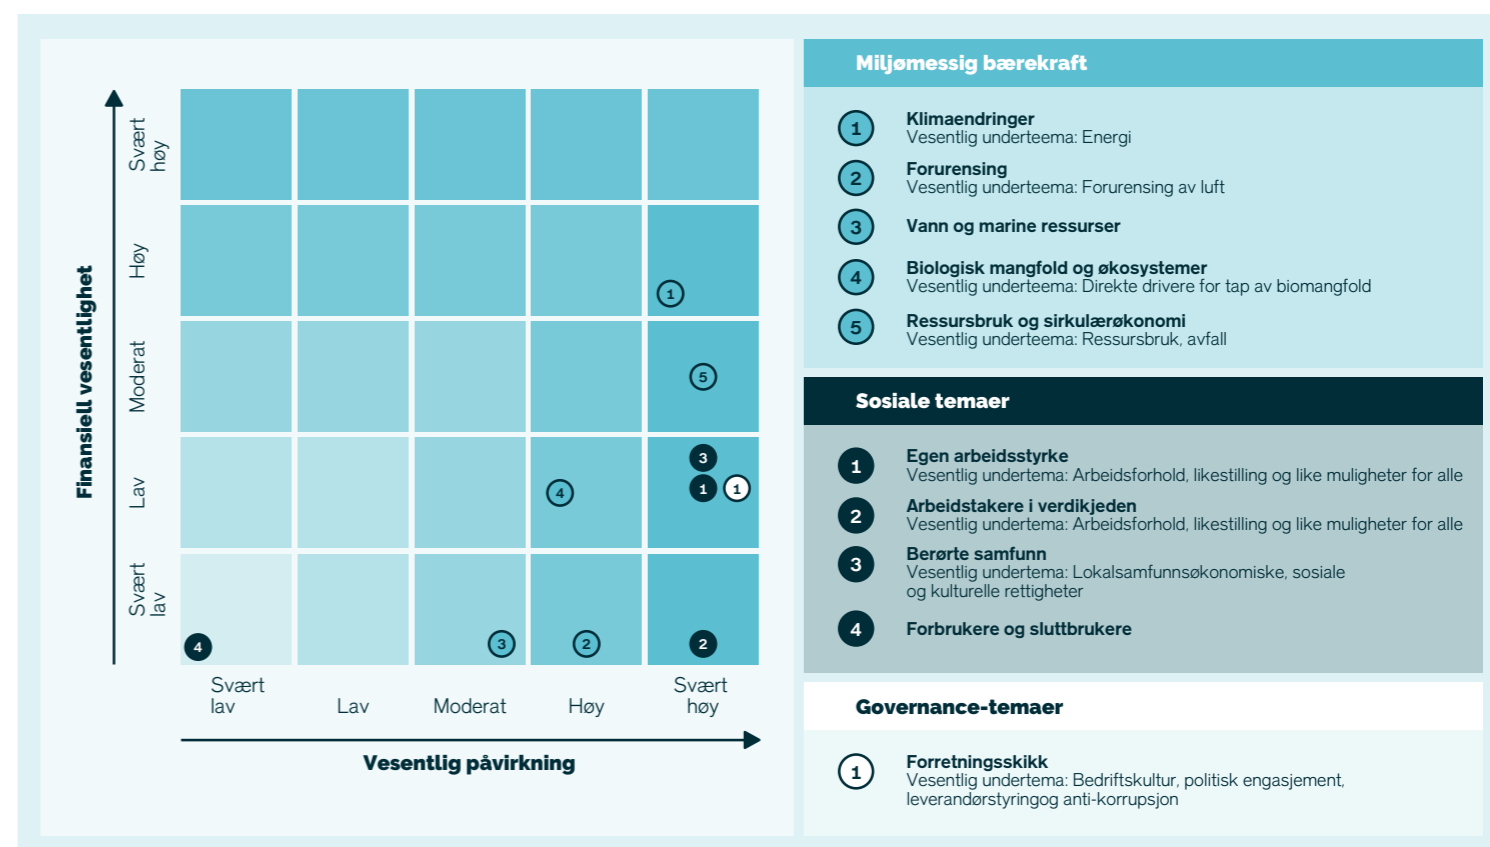 Finansiell vesentlighet
Svært
høy
Høy
Moderat
Lav
Svært
lav
1
5
3
1
1
4
4
3
2
2
Svært
lav
Lav
Moderat
Høy
Svært
høy
Vesentlig påvirkning
Miljømessig bærekraft
1
Klimaendringer
Vesentlig underteema: Energi
2
Forurensing
Vesentlig underteema: Forurensing av luft
3
Vann og marine ressurser
4
Biologisk mangfold og økosystemer
Vesentlig underteema: Direkte drivere for tap av biomangfold
5
Ressursbruk og sirkulærøkonomi
Vesentlig underteema: Ressursbruk, avfall
Sosiale temaer
1
Egen arbeidsstyrke
Vesentlig undertema: Arbeidsforhold, likestilling og like muligheter for alle
2
Arbeidstakere i verdikjeden
Vesentlig undertema: Arbeidsforhold, likestilling og like muligheter for alle
3
Berørte samfunn
Vesentlig undertema: Lokalsamfunnsøkonomiske, sosiale
og kulturelle rettigheter
4
Forbrukere og sluttbrukere
Governance-temaer
1
Forretningsskikk
Vesentlig undertema: Bedriftskultur, politisk engasjement,
leverandørstyringog anti-korrupsjon